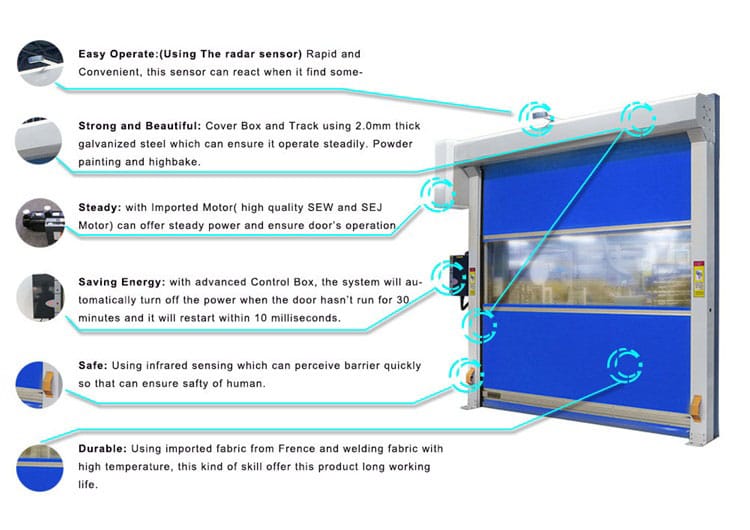 Easy Operate:(Using The radar sensor) Rapid and
Convenient, this sensor can react when it find some-
Strong and Beautiful: Cover Box and Track using 2.0mm thick
galvanized steel which can ensure it operate steadily. Powder
painting and highbake.
Steady: with Imported Motor( high quality SEW and SEJ
Motor) can offer steady power and ensure door's operation
Saving Energy: with advanced Control Box, the system will au-
tomatically turn off the power when the door hasn't run for 30
minutes and it will restart within 10 milliseconds.
Safe: Using infrared sensing which can perceive barrier quickly
so that can ensure safty of human.
Durable: Using imported fabric from Frence and welding fabric with
high temperature, this kind of skill offer this product long working
life.